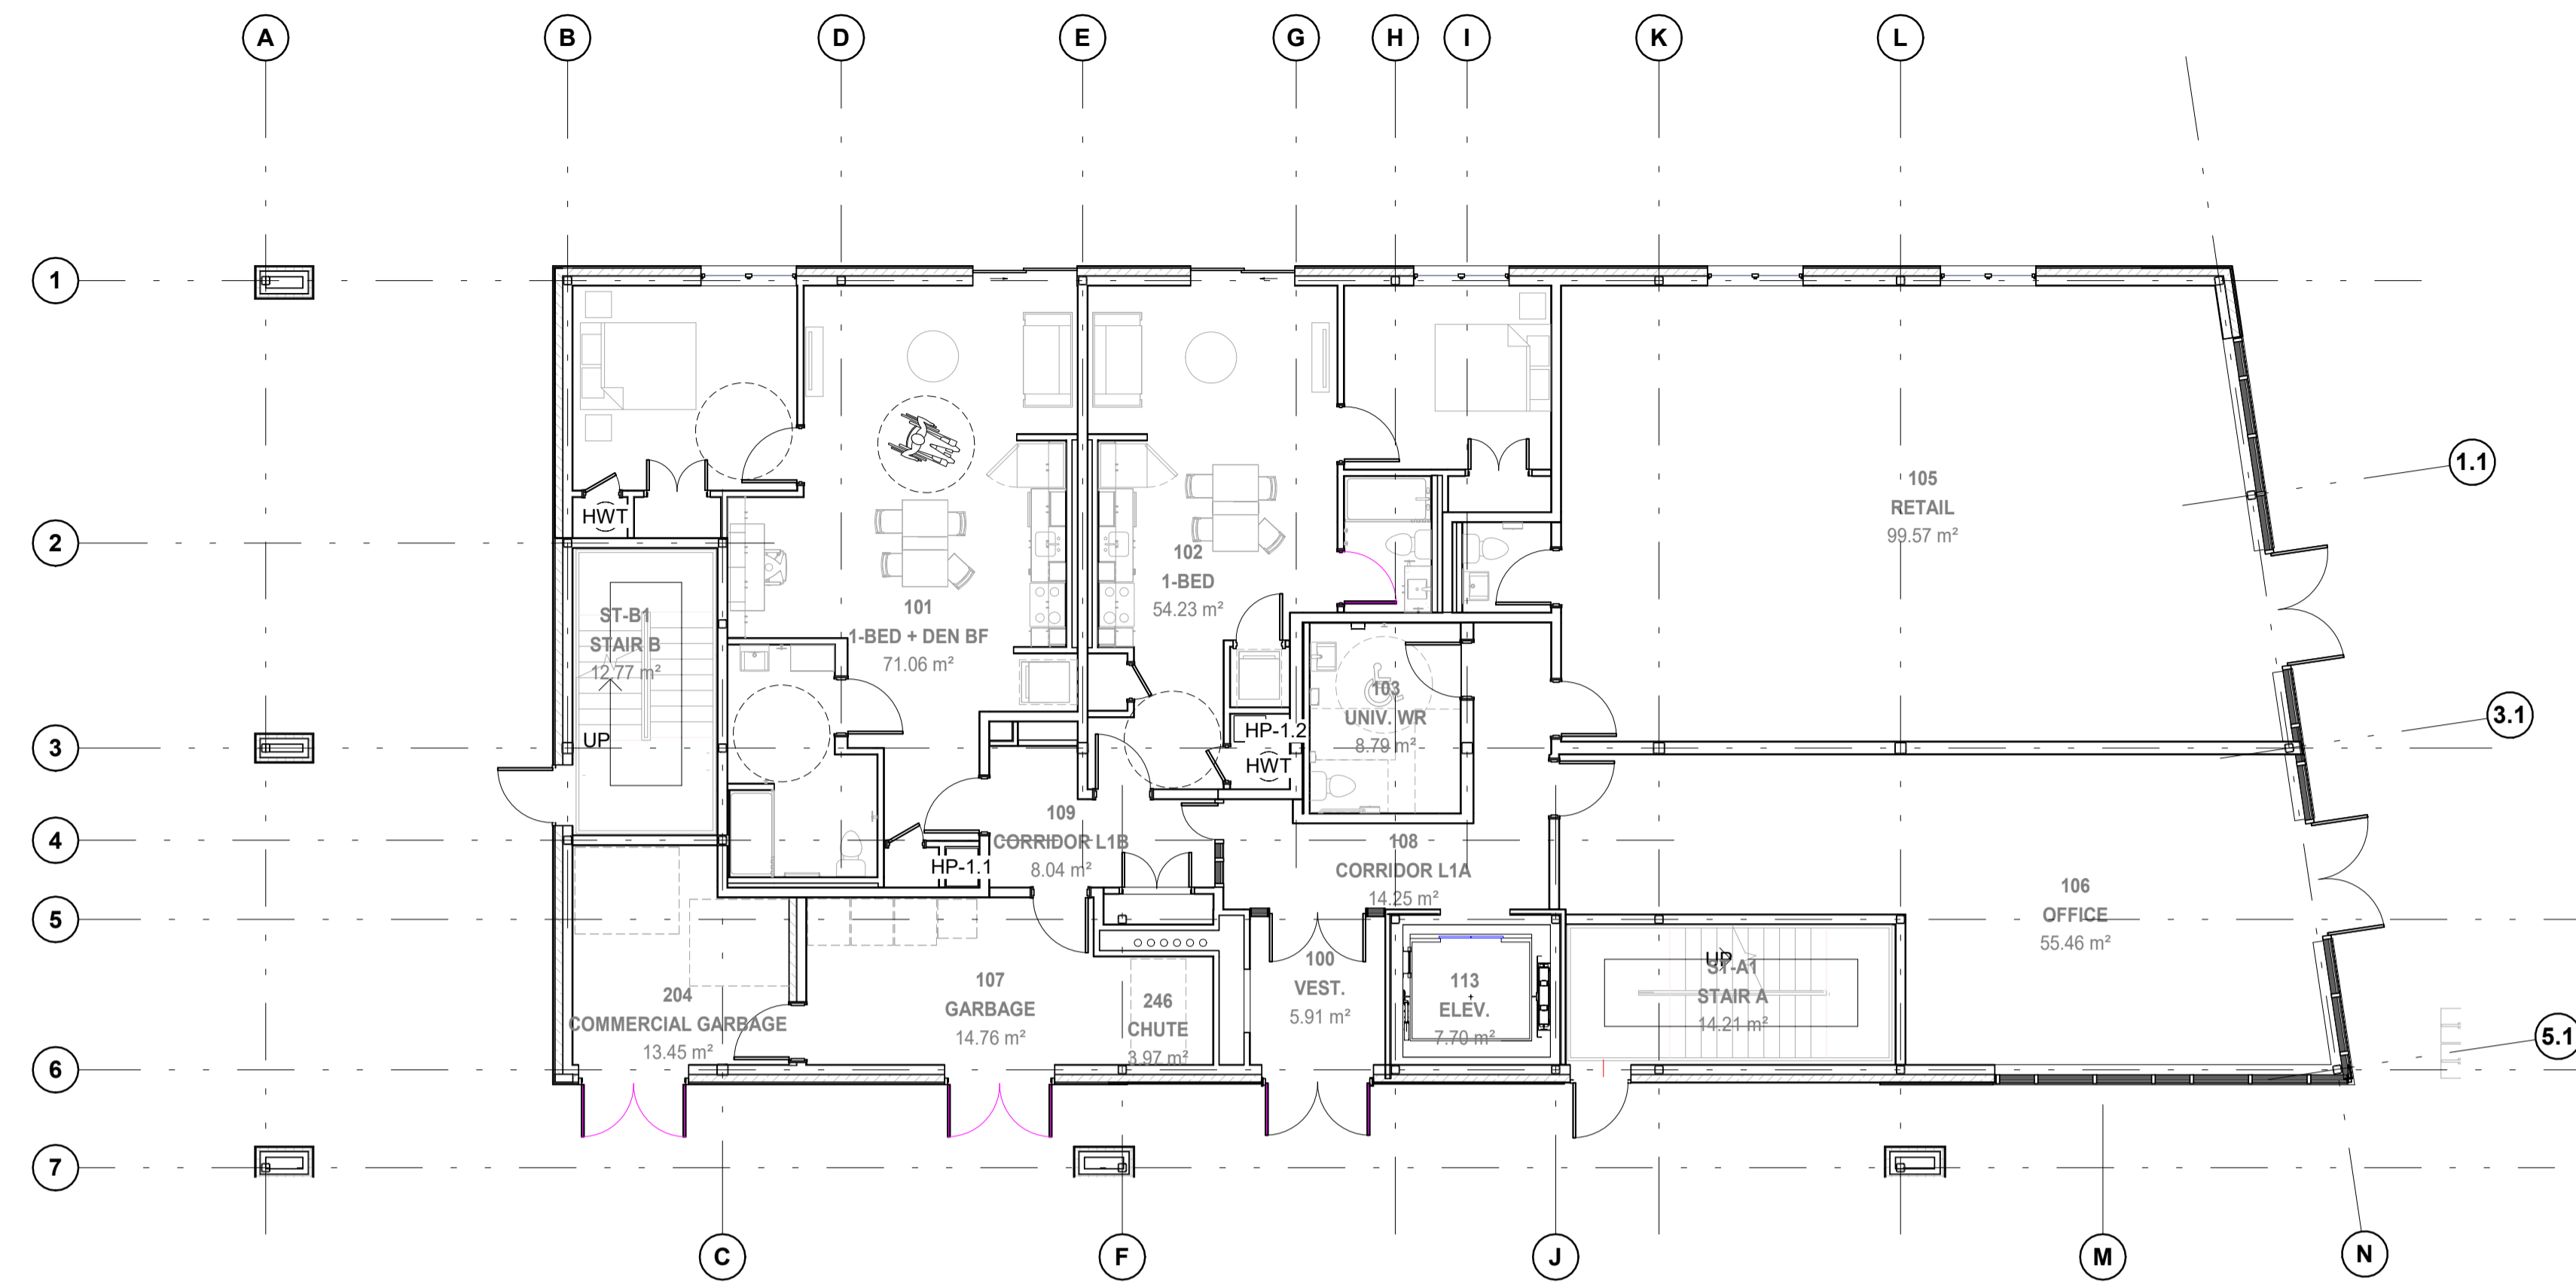 A
B
D
E
G
H
I
K
L
1
1.1
105
RETAIL
99.57 m²
HWT
2
102
1-BED
54.23 m²
101
1-BED + DEN BF
71.06 m²
ST-B1
STAIR B
12.77 m²
UP
103
UNIV. WR
8.79 m²
HP-1.2
HWT
3
3.1
4
109
CORRIDOR L1B
8.04 m²
HP-1.1
108
CORRIDOR L1A
14.25 m²
106
OFFICE
55.46 m²
5
UP
ST-A1
STAIR A
14.21 m²
100
VEST.
5.91 m²
113
ELEV.
7.70 m²
107
GARBAGE
14.76 m²
246
CHUTE
3.97 m²
204
COMMERCIAL GARBAGE
13.45 m²
5.1
6
7
C
F
J
M
N